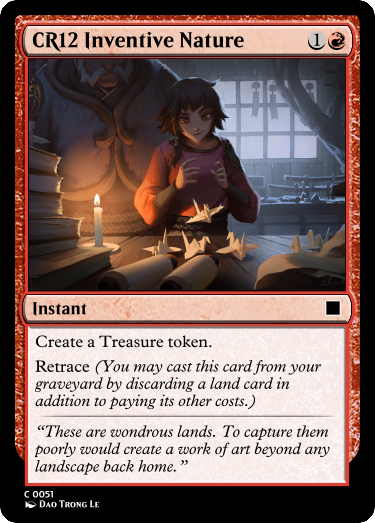 CR12 Inventive Nature 1
Instant
Create a Treasure token.
Retrace (You may cast this card from your
graveyard by discarding a land card in
addition to paying its other costs.)
“These are wondrous lands. To capture them
poorly would create a work of art beyond any
landscape back home.”
C 0051
Dao Trong Le